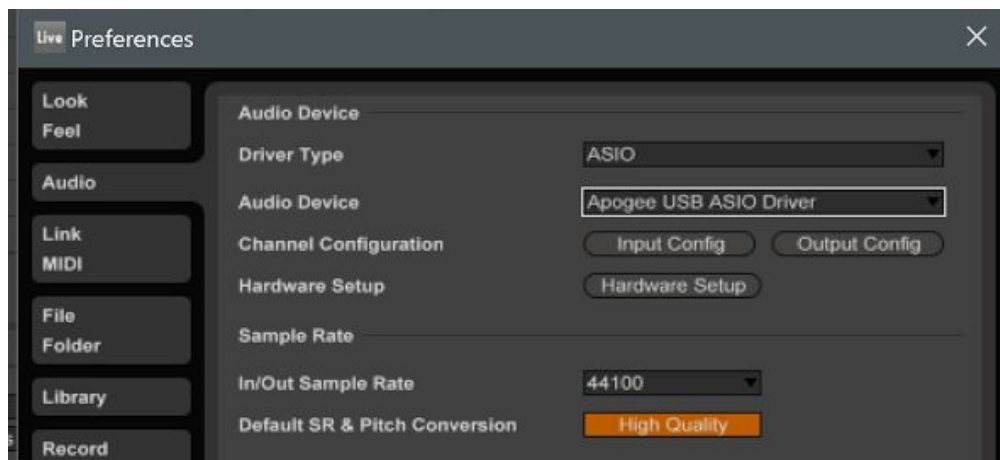 Live Preferences
Look
Feel
Audio
Link
MIDI
File
Folder
Library
Record
Audio Device
Driver Type ASIO
Audio Device Apogee USB ASIO Driver
Channel Configuration Input Config Output Config
Hardware Setup Hardware Setup
Sample Rate
In/Out Sample Rate 44100
Default SR & Pitch Conversion High Quality